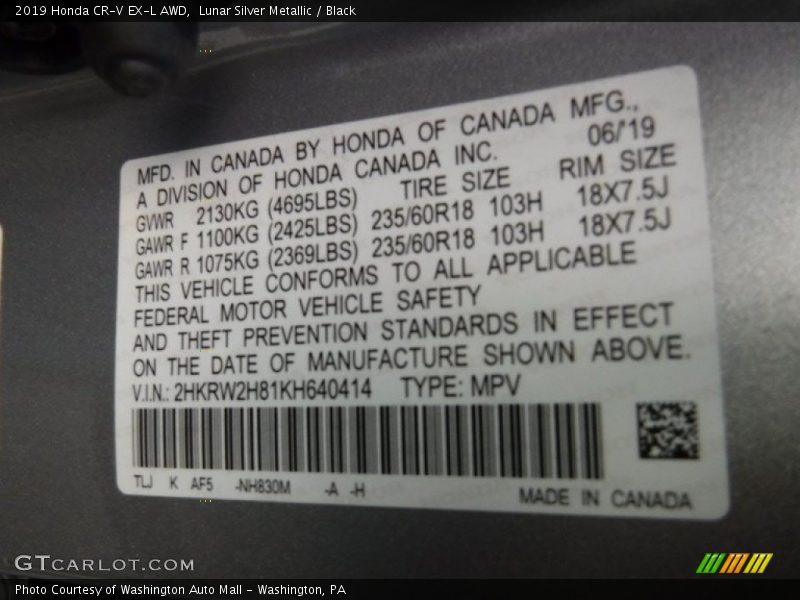 2019 Honda CR-V EX-L AWD,  Lunar Silver Metallic / Black
MFD. IN CANADA BY HONDA OF CANADA MFG.,
A DIVISION OF HONDA CANADA INC. 06/'19
GVWR 2130KG (4695LBS) TIRE SIZE RIM SIZE
GAWR F 1100KG (2425LBS) 235/60R18 103H 18X7.5J
GAWR R 1075KG (2369LBS) 235/60R18 103H 18X7.5J
THIS VEHICLE CONFORMS TO ALL APPLICABLE
FEDERAL MOTOR VEHICLE SAFETY
AND THEFT PREVENTION STANDARDS IN EFFECT
ON THE DATE OF MANUFACTURE SHOWN ABOVE.
V.I.N.: 2HKRW2H81KH640414 TYPE: MPV
TLJ K AF5 -NH830M -A -H
MADE IN CANADA
GTCARLOT.COM
Photo Courtesy of Washington Auto Mall - Washington, PA